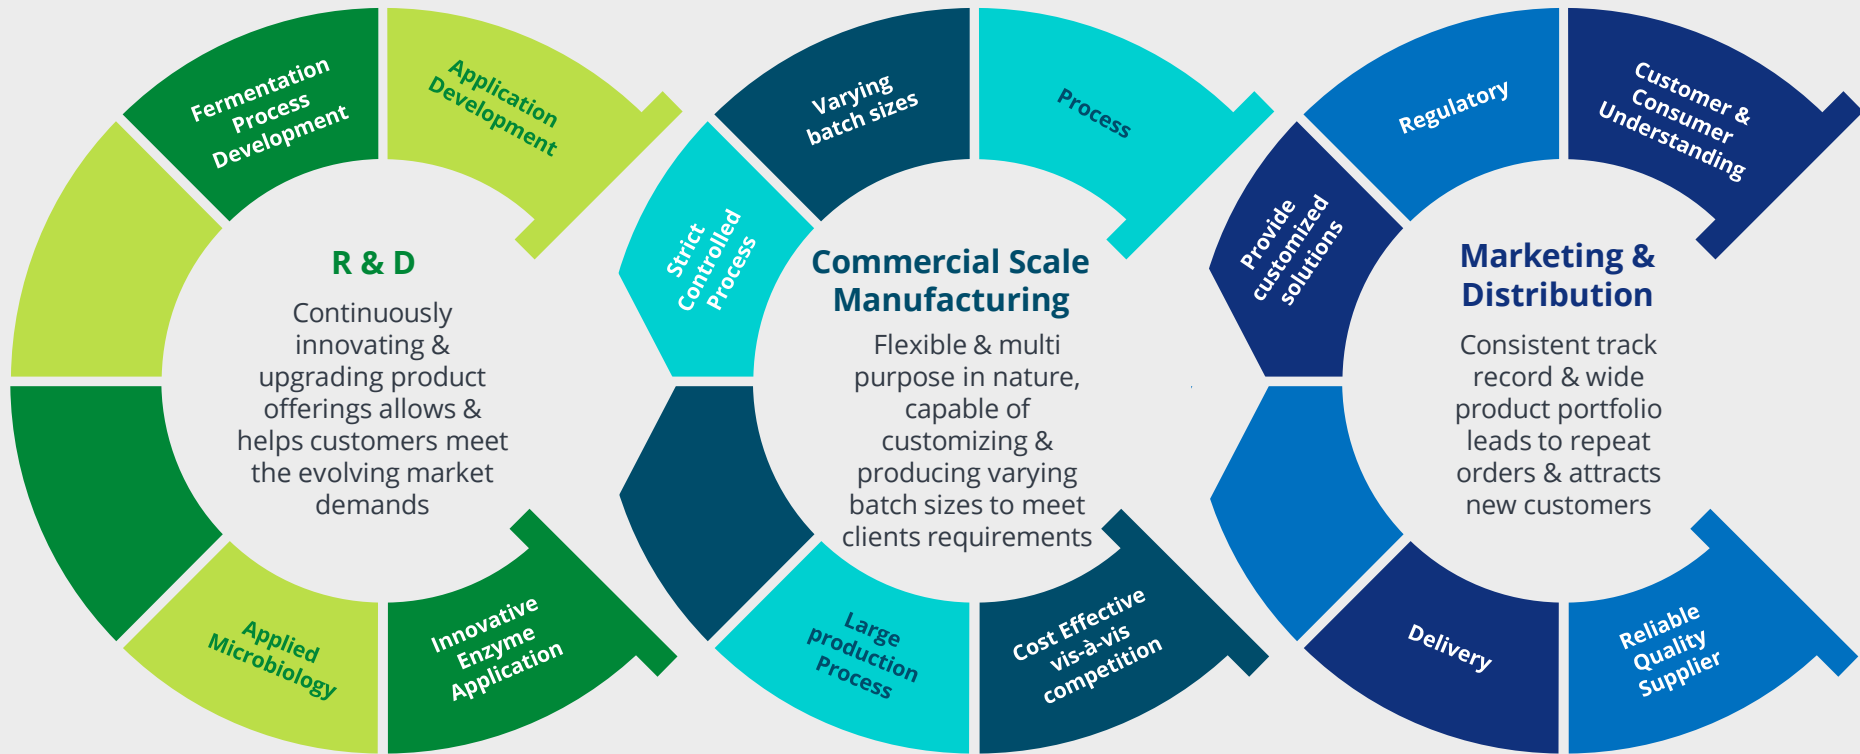 Fermentation
Process
Development
Application
Development
R & D
Continuously
innovating &
upgrading product
offerings allows &
helps customers meet
the evolving market
demands
Applied
Microbiology
Innovative
Enzyme
Application
Strict
Controlled
Process
Varying
batch sizes
Process
Commercial Scale
Manufacturing
Flexible & multi
purpose in nature,
capable of
customizing &
producing varying
batch sizes to meet
clients requirements
Large
production
Process
Cost Effective
vis-à-vis
competition
Provide
customized
solutions
Regulatory
Customer &
Consumer
Understanding
Marketing &
Distribution
Consistent track
record & wide
product portfolio
leads to repeat
orders & attracts
new customers
Delivery
Reliable
Quality
Supplier